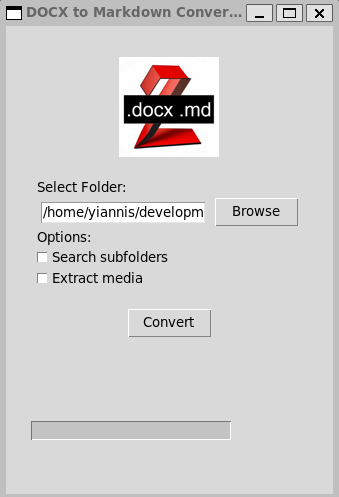 DOCX to Markdown Conver...
.docx .md
Select Folder:
/home/yiannis/developm
Browse
Options:
Search subfolders
Extract media
Convert